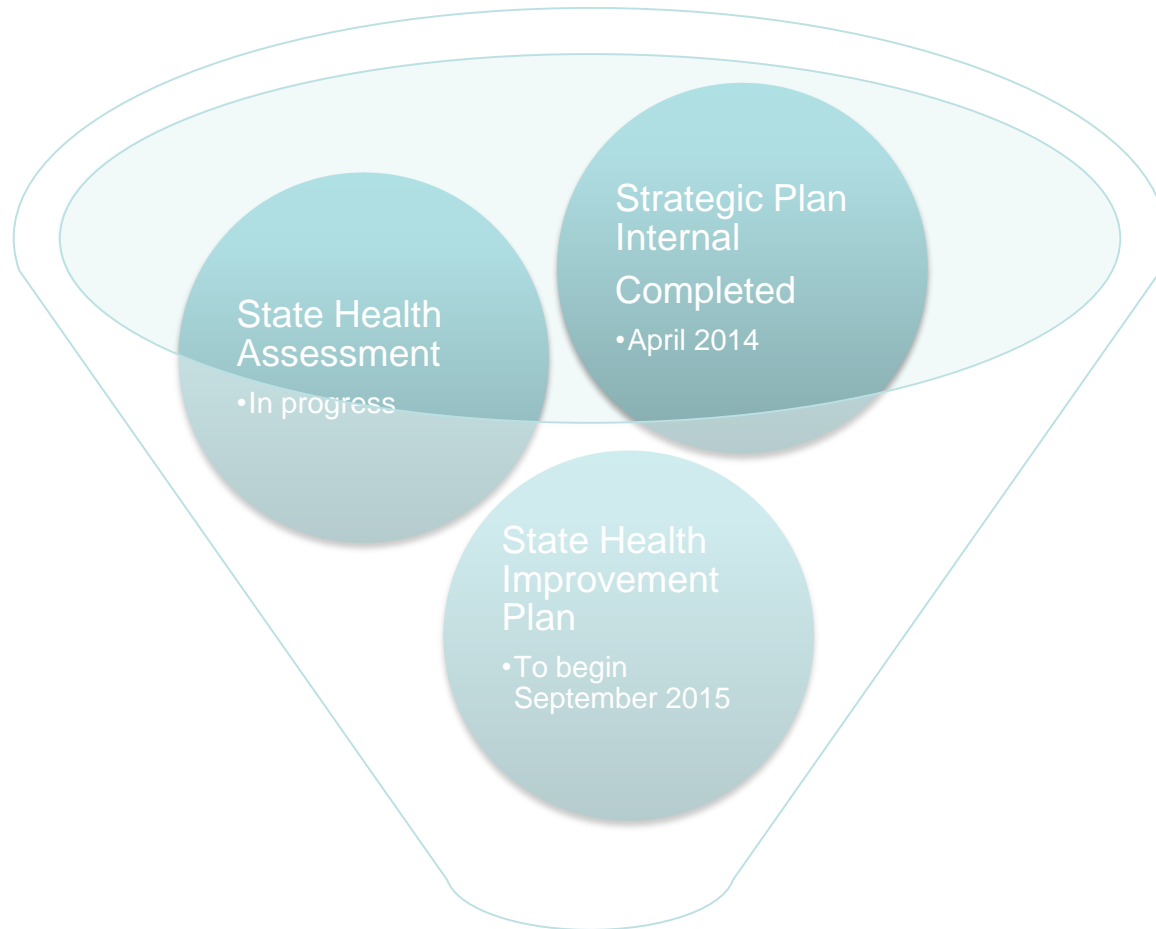 State Health
Assessment
•In progress
Strategic Plan
Internal
Completed
•April 2014
State Health
Improvement
Plan
•To begin
September 2015